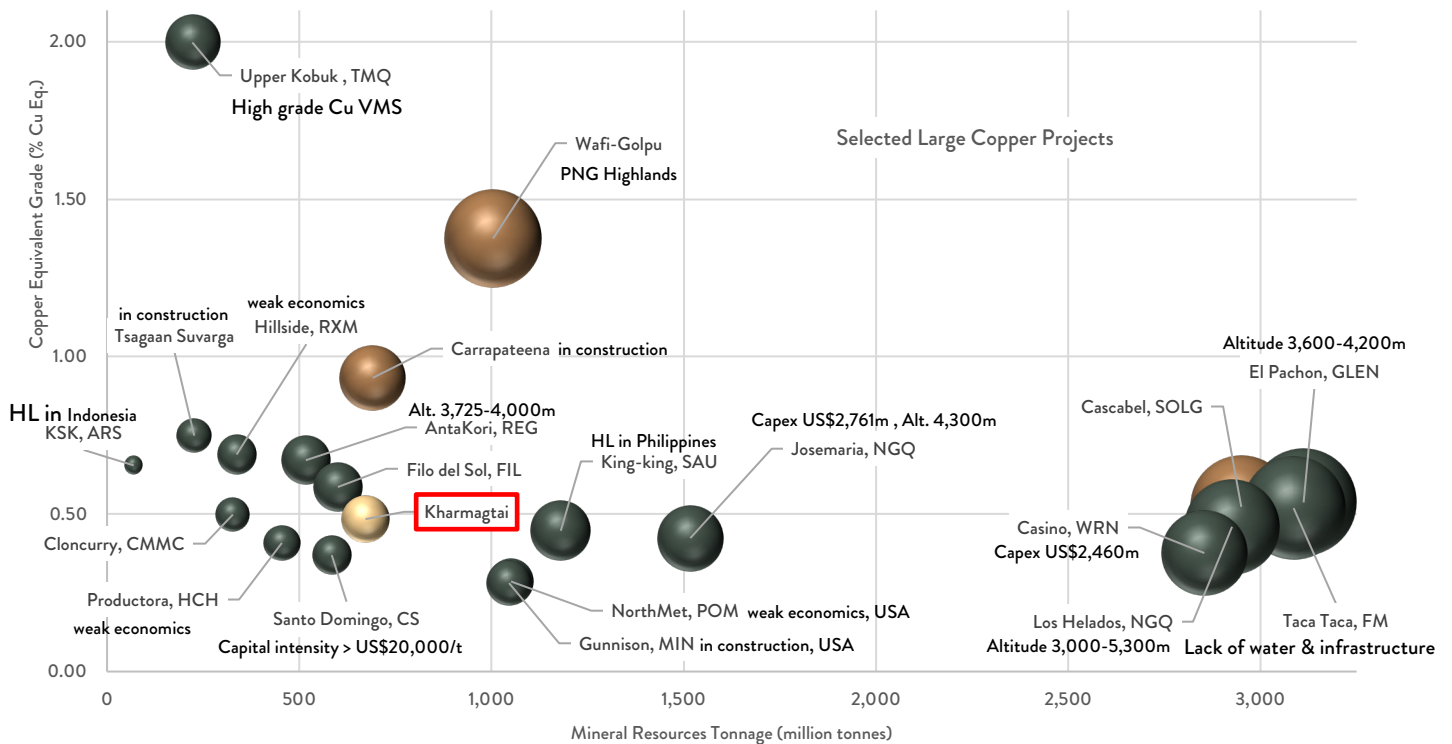 2.00
1.50
1.00
0.50
0.00
Copper Equivalent Grade (% Cu Eq.)
Upper Kobuk , TMQ
High grade Cu VMS
Selected Large Copper Projects
Wafi-Golpu
PNG Highlands
in construction
Tsagaan Suvarga
weak economics
Hillside, RXM
Carrapateena in construction
HL in Indonesia
KSK, ARS
Alt. 3,725-4,000m
AntaKori, REG
Filo del Sol, FIL
Kharmagtai
HL in Philippines
King-king, SAU
Capex US$2,761m , Alt. 4,300m
Josemaria, NGQ
Altitude 3,600-4,200m
El Pachon, GLEN
Cascabel, SOLG
Casino, WRN
Capex US$2,460m
Cloncurry, CMMC
Productora, HCH
weak economics
Santo Domingo, CS
Capital intensity > US$20,000/t
NorthMet, POM weak economics, USA
Gunnison, MIN in construction, USA
Los Helados, NGQ
Altitude 3,000-5,300m
Taca Taca, FM
Lack of water & infrastructure
0
500
1,000
1,500
2,000
2,500
3,000
Mineral Resources Tonnage (million tonnes)